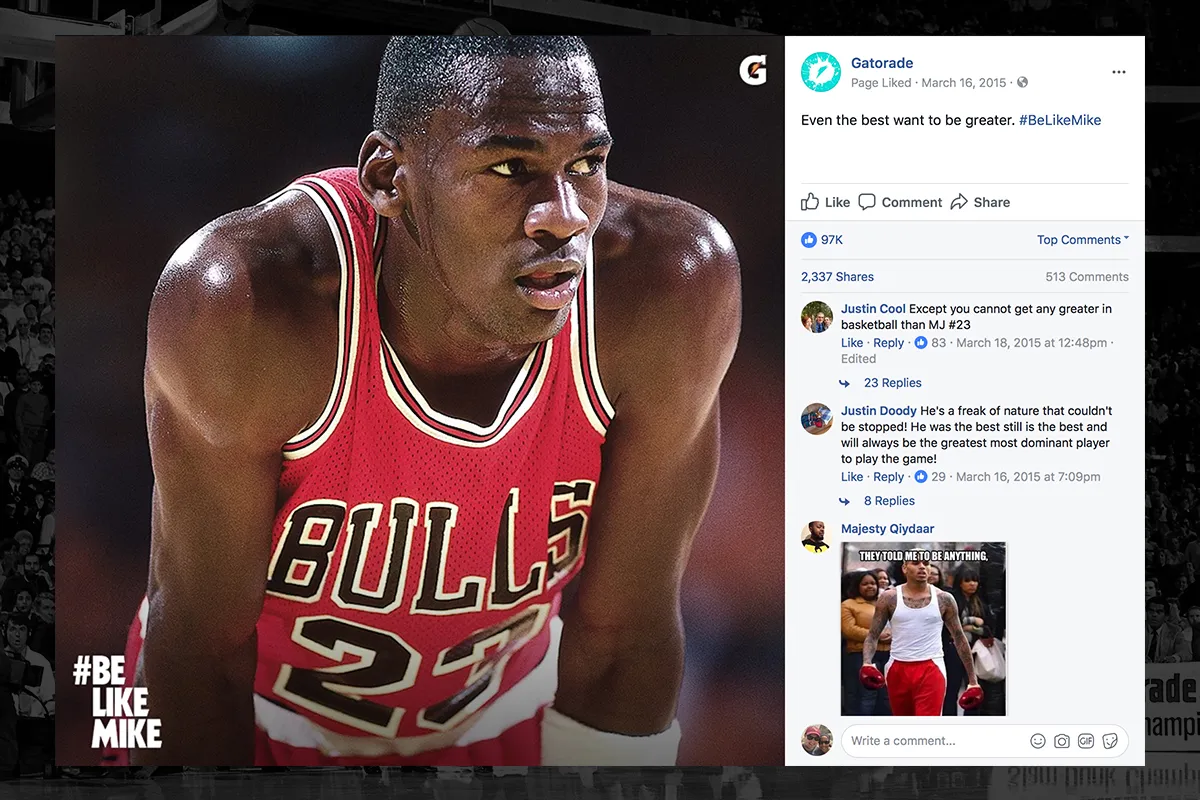 G
BULLS
23
#BE
LIKE
MIKE
Gatorade
Page Liked · March 16, 2015 ·
Even the best want to be greater. #BeLikeMike
Like Comment Share
97K Top Comments
2,337 Shares 513 Comments
Justin Cool Except you cannot get any greater in
basketball than MJ #23
Like · Reply · 83 · March 18, 2015 at 12:48pm ·
Edited
23 Replies
Justin Doody He's a freak of nature that couldn't
be stopped! He was the best still is the best and
will always be the greatest most dominant player
to play the game!
Like · Reply · 29 · March 16, 2015 at 7:09pm
8 Replies
Majesty Qiydaar
THEY TOLD ME TO BE ANYTHING,
Write a comment...
GIF